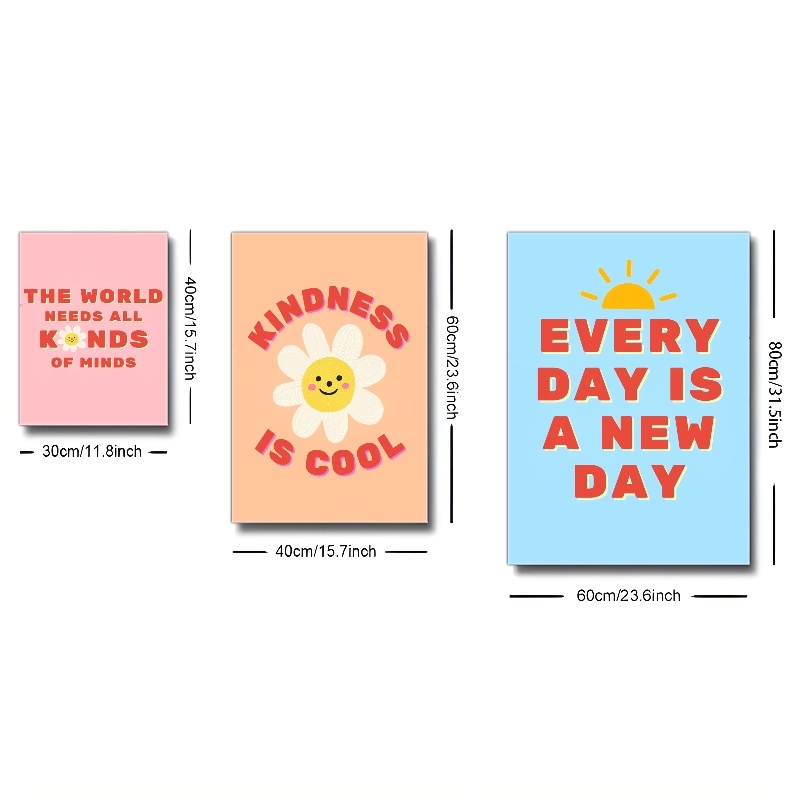 THE WORLD
NEEDS ALL
KINDS
OF MINDS
40cm/15.7inch
30cm/11.8inch
KINDNESS
IS COOL
60cm/23.6inch
40cm/15.7inch
EVERY
DAY IS
A NEW
DAY
80cm/31.5inch
60cm/23.6inch